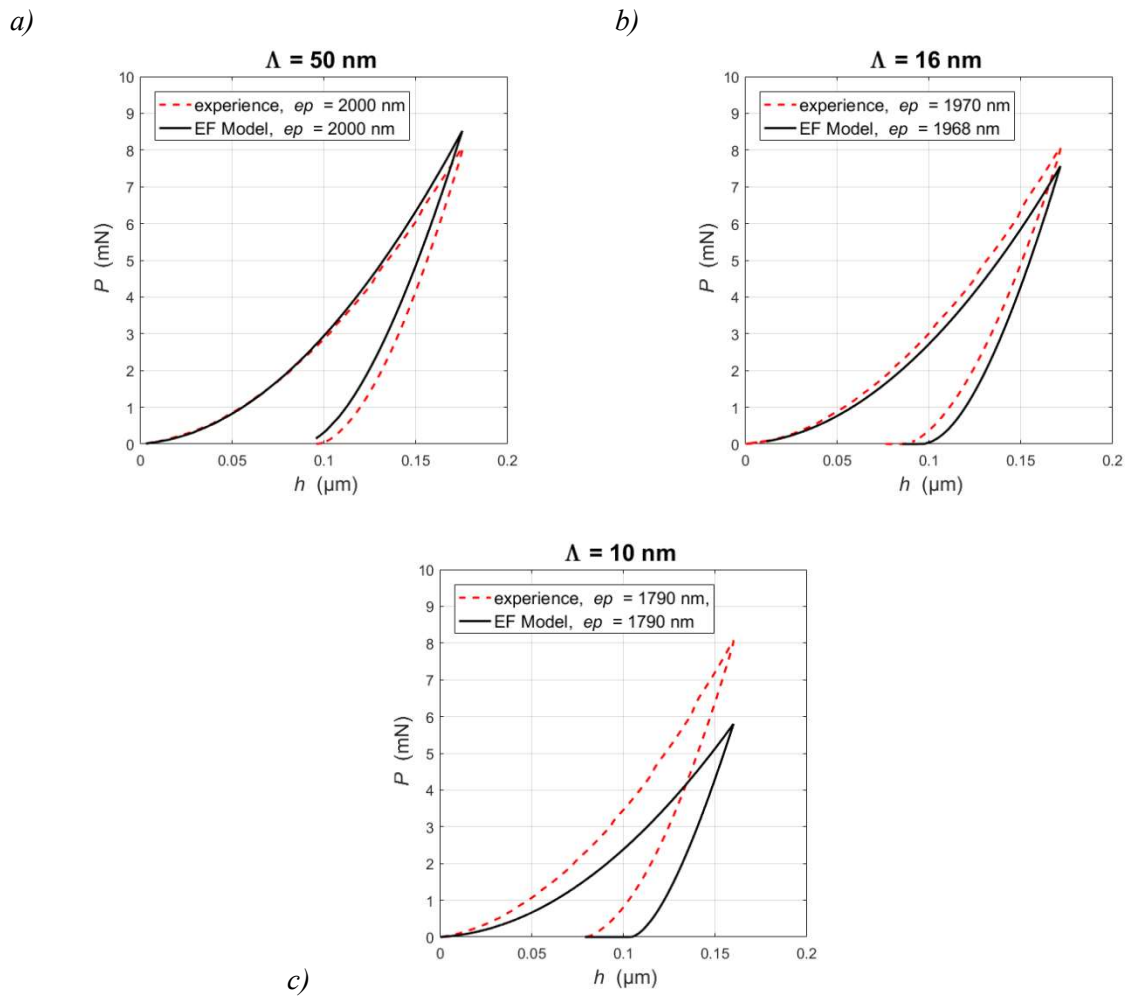 a)
b)
Λ = 50 nm
experience, ep = 2000 nm
EF Model, ep = 2000 nm
P (mN)
10
9
8
7
6
5
4
3
2
1
0
0
0.05
0.1
0.15
0.2
h (µm)
Λ = 16 nm
experience, ep = 1970 nm
EF Model, ep = 1968 nm
P (mN)
10
9
8
7
6
5
4
3
2
1
0
0
0.05
0.1
0.15
0.2
h (µm)
Λ = 10 nm
experience, ep = 1790 nm,
EF Model, ep = 1790 nm
P (mN)
10
9
8
7
6
5
4
3
2
1
0
0
0.05
0.1
0.15
0.2
h (µm)
c)